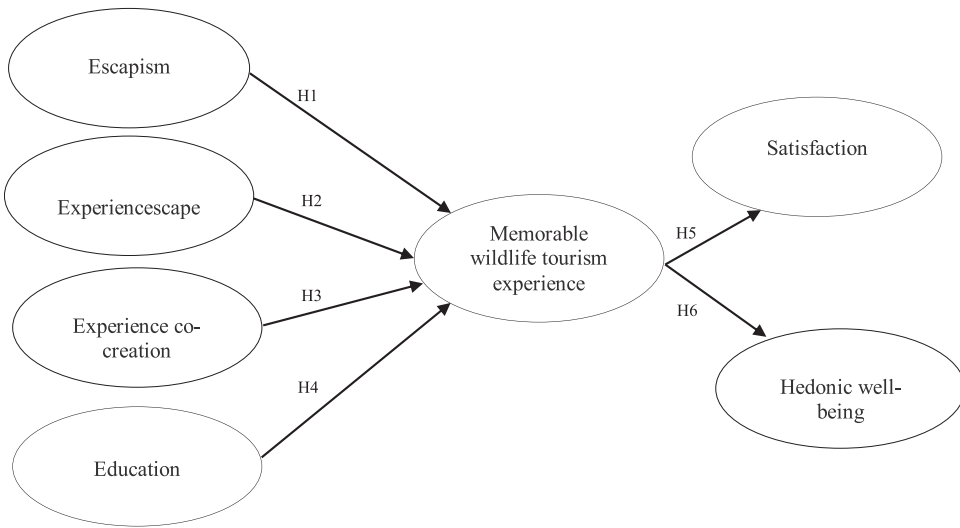 Escapism
H1
Experiencescape
H2
Experience co-
creation
H3
Education
H4
Memorable
wildlife tourism
experience
H5
Satisfaction
H6
Hedonic well-
being